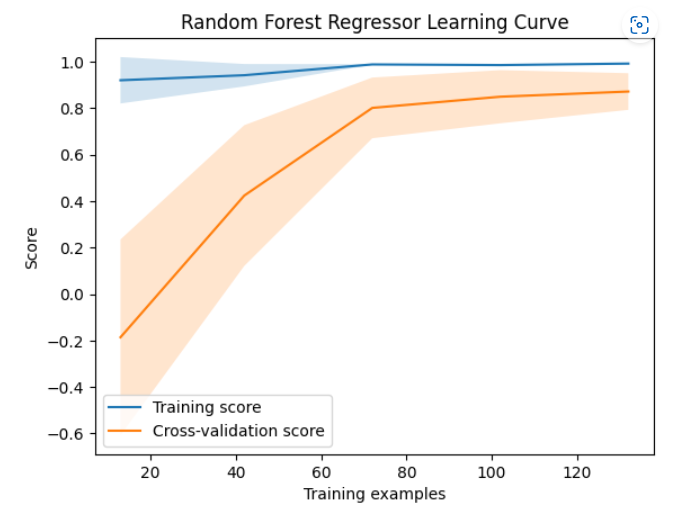 Random Forest Regressor Learning Curve
1.0
0.8
0.6
0.4
0.2
0.0
−0.2
−0.4
−0.6
Score
Training score
Cross-validation score
20 40 60 80 100 120
Training examples